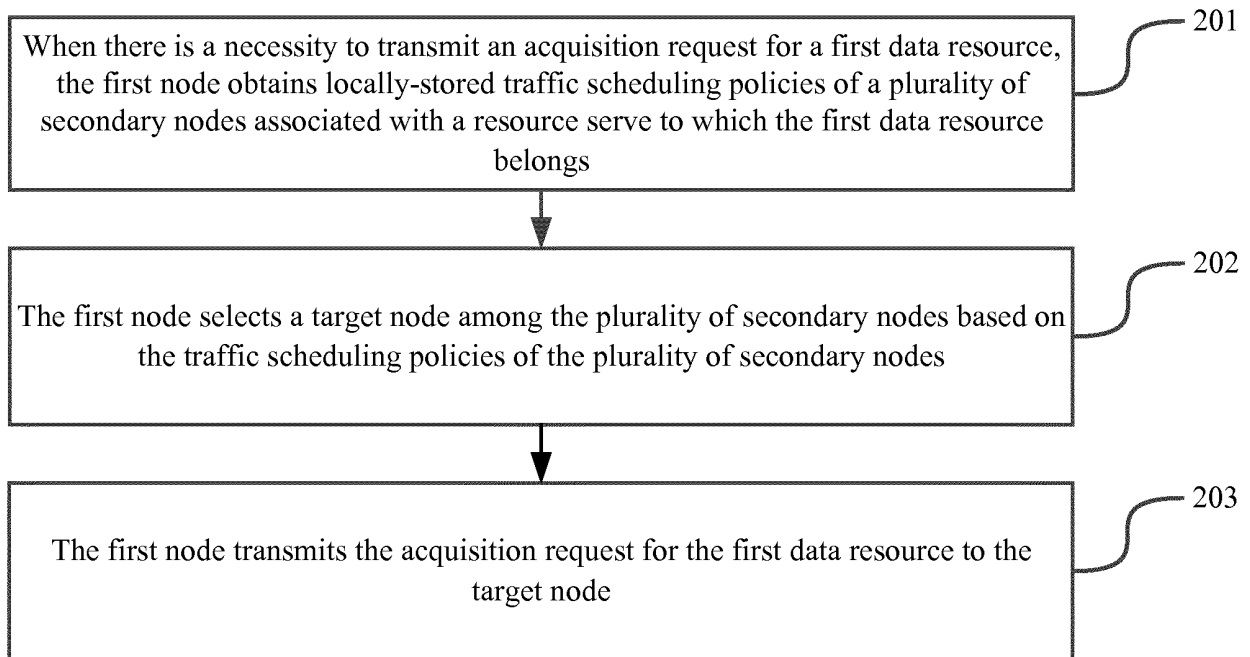 201
When there is a necessity to transmit an acquisition request for a first data resource,
the first node obtains locally-stored traffic scheduling policies of a plurality of
secondary nodes associated with a resource serve to which the first data resource
belongs
202
The first node selects a target node among the plurality of secondary nodes based on
the traffic scheduling policies of the plurality of secondary nodes
203
The first node transmits the acquisition request for the first data resource to the
target node